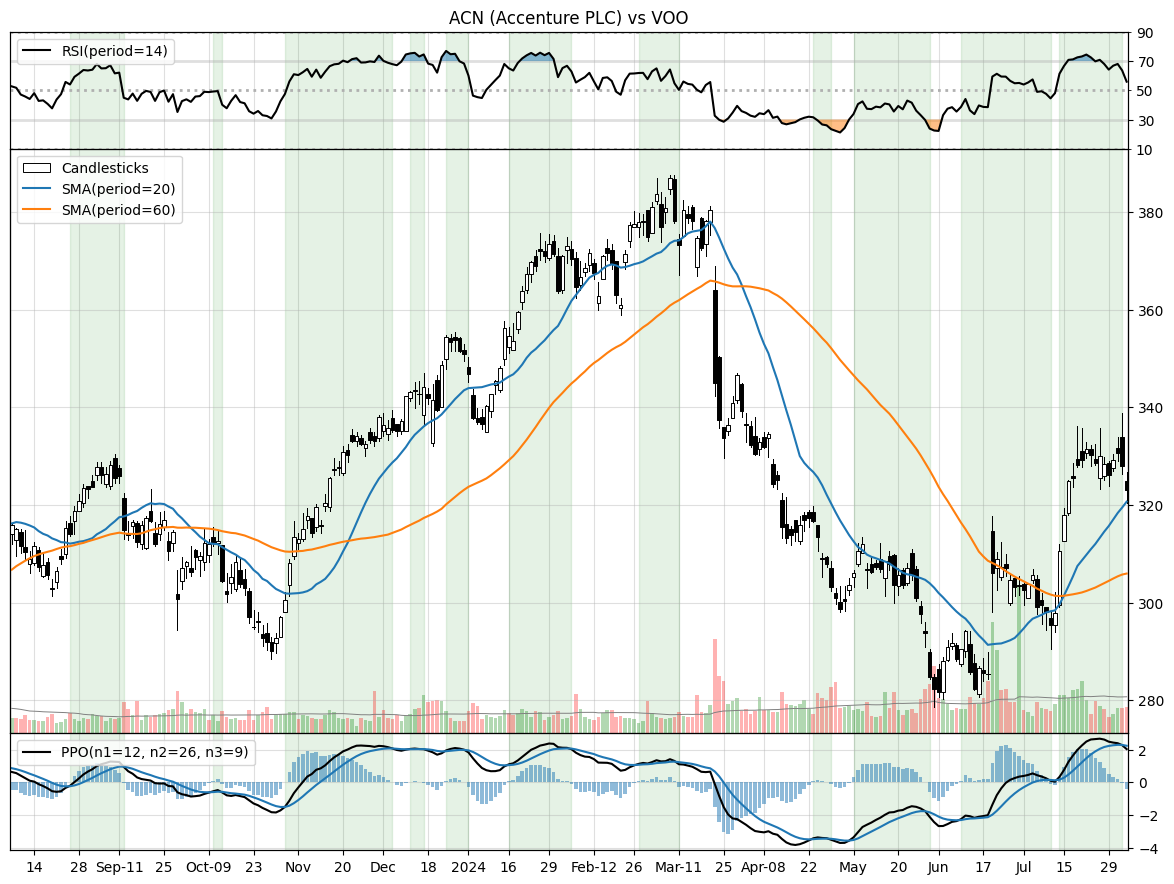 ACN (Accenture PLC) vs VOO
RSI(period=14)
90
70
50
30
10
Candlesticks
SMA(period=20)
SMA(period=60)
380
360
340
320
300
280
PPO(n1=12, n2=26, n3=9)
2
0
−2
−4
14 28 Sep-11 25 Oct-09 23 Nov 20 Dec 18 2024 16 29 Feb-12 26 Mar-11 25 Apr-08 22 May 20 Jun 17 Jul 15 29